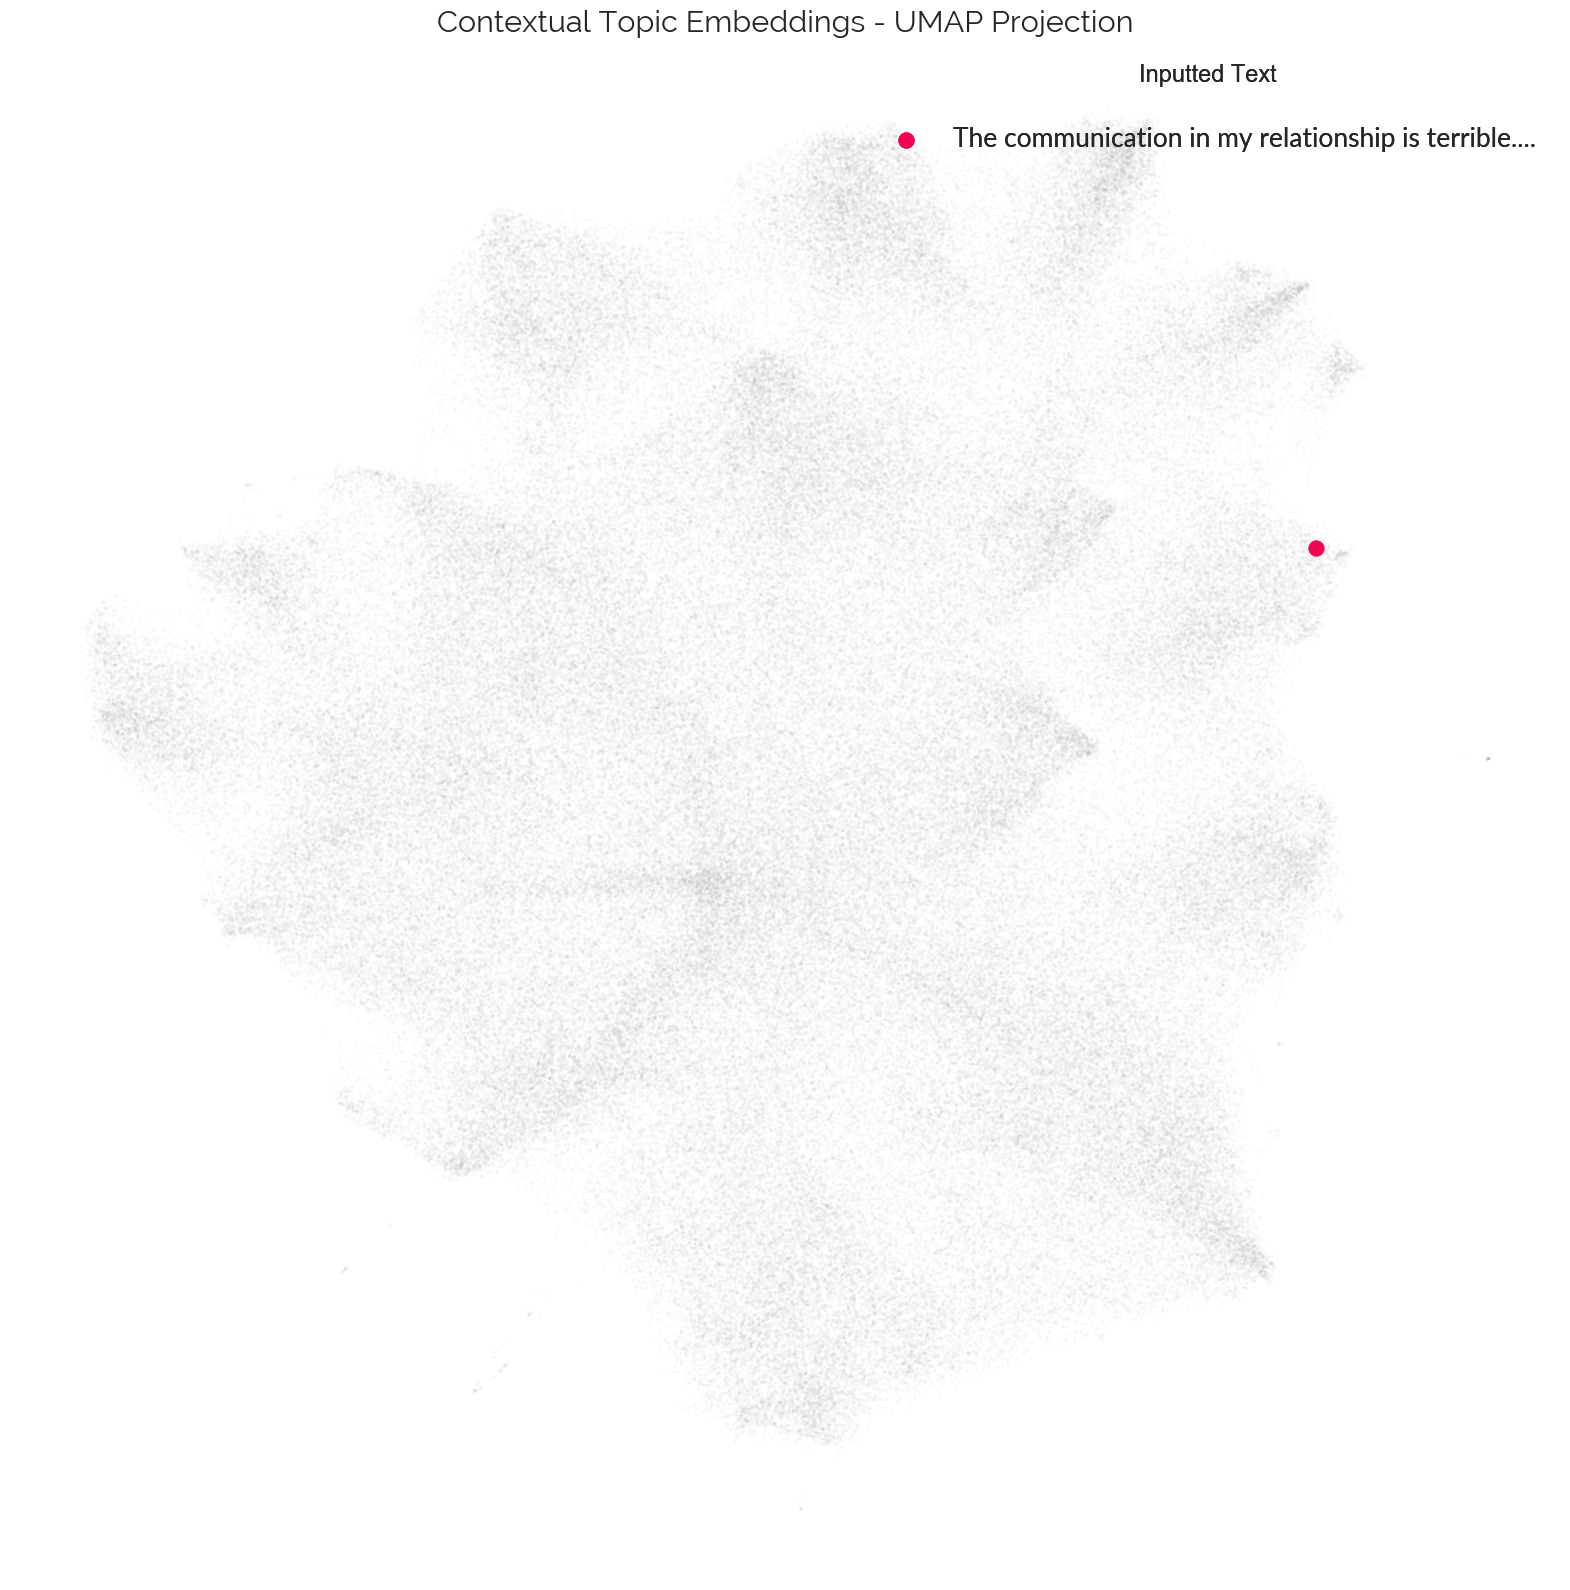 Contextual Topic Embeddings - UMAP Projection
Inputted Text
The communication in my relationship is terrible....